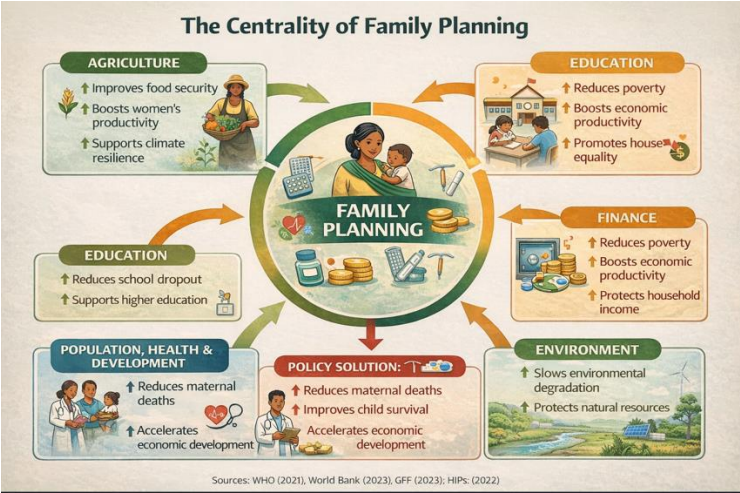 The Centrality of Family Planning
AGRICULTURE
Improves food security
Boosts women's
productivity
Supports climate
resilience
EDUCATION
Reduces poverty
Boosts economic
productivity
Promotes house
equality
FAMILY
PLANNING
EDUCATION
Reduces school dropout
Supports higher education
FINANCE
Reduces poverty
Boosts economic
productivity
Protects household
income
POPULATION, HEALTH &
DEVELOPMENT
Reduces maternal
deaths
Accelerates
economic development
POLICY SOLUTION:
Reduces maternal deaths
Improves child survival
Accelerates economic
development
ENVIRONMENT
Slows environmental
degradation
Protects natural resources
Sources: WHO (2021), World Bank (2023), GFF (2023); HIPs: (2022)